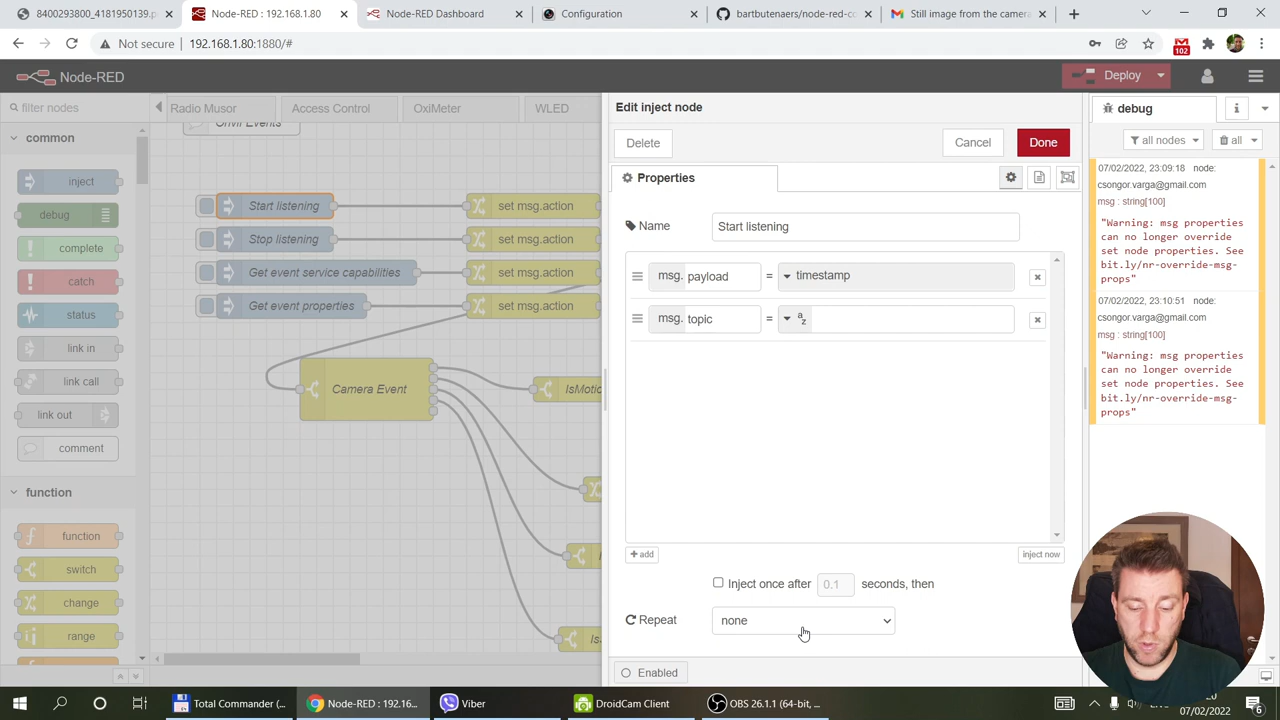 8400293800_4181950139.p
Node-RED : 192.168.1.80
Node-RED Dashboard
Configuration
bartbutenaers/node-red-co
Still image from the camera
Not secure
192.168.1.80:1880/#
102
Node-RED
Deploy
filter nodes
Radio Musor
Access Control
OxiMeter
WLED
Edit inject node
debug
i
common
Onvif Events
Delete
Cancel
Done
all nodes
all
inject
debug
complete
catch
status
link in
link call
link out
comment
function
function
switch
change
range
Start listening
set msg.action
Stop listening
set msg.action
Get event service capabilities
set msg.action
Get event properties
set msg.action
Camera Event
IsMotio
Properties
Name
Start listening
msg. payload
=
timestamp
msg. topic
=
a
z
+ add
inject now
Inject once after
0.1
seconds, then
Repeat
none
Enabled
07/02/2022, 23:09:18 node:
csongor.varga@gmail.com
msg : string[100]
"Warning: msg properties
can no longer override
set node properties. See
bit.ly/nr-override-msg-
props"
07/02/2022, 23:10:51 node:
csongor.varga@gmail.com
msg : string[100]
"Warning: msg properties
can no longer override
set node properties. See
bit.ly/nr-override-msg-
props"
Total Commander (...
Node-RED : 192.16...
Viber
DroidCam Client
OBS 26.1.1 (64-bit, ...
07/02/2022
6